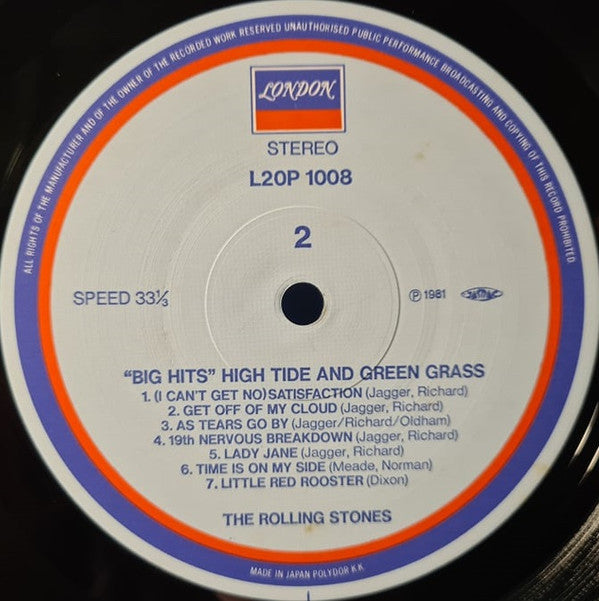 ALL RIGHTS OF THE MANUFACTURER AND OF THE OWNER OF THE RECORDED WORK RESERVED UNAUTHORISED PUBLIC PERFORMANCE BROADCASTING AND COPYING OF THIS RECORD PROHIBITED
LONDON
STEREO
L20P 1008
2
SPEED 33⅓
Ⓟ 1981 JASRAC
"BIG HITS" HIGH TIDE AND GREEN GRASS
1. (I CAN'T GET NO) SATISFACTION (Jagger, Richard)
2. GET OFF OF MY CLOUD (Jagger, Richard)
3. AS TEARS GO BY (Jagger/Richard/Oldham)
4. 19th NERVOUS BREAKDOWN (Jagger, Richard)
5. LADY JANE (Jagger, Richard)
6. TIME IS ON MY SIDE (Meade, Norman)
7. LITTLE RED ROOSTER (Dixon)
THE ROLLING STONES
MADE IN JAPAN POLYDOR K.K